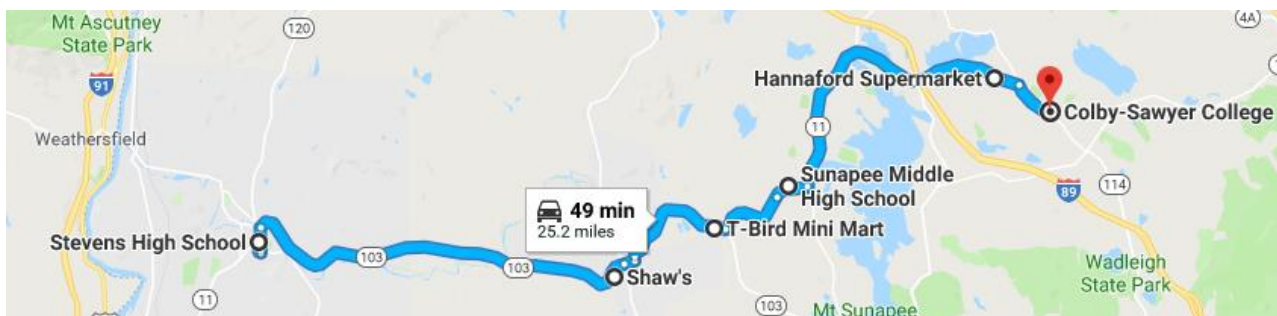 Mt Ascutney
State Park
120
4A
91
Hannaford Supermarket
Colby-Sawyer College
Weathersfield
11
Sunapee Middle
High School
89
114
49 min
25.2 miles
T-Bird Mini Mart
Stevens High School
103
103
Shaw's
Wadleigh
State Park
11
103
Mt Sunapee